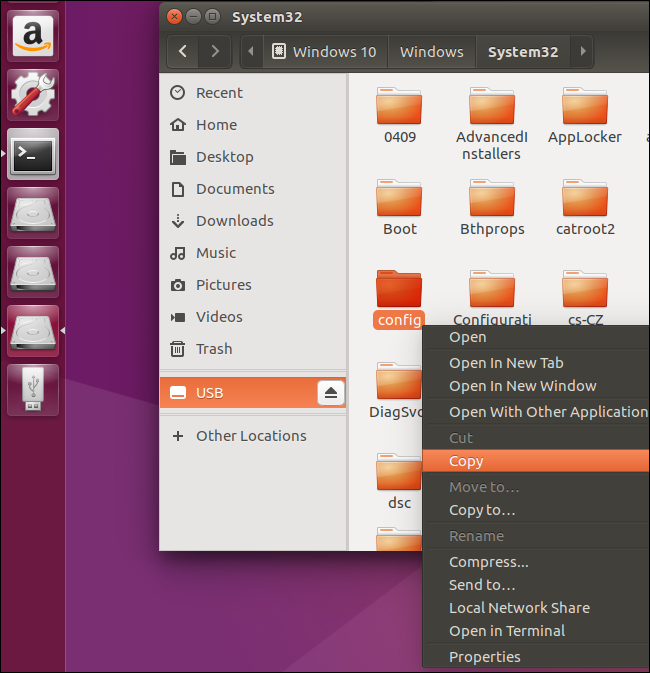 System32
Windows 10
Windows
System32
Recent
Home
Desktop
Documents
Downloads
Music
Pictures
Videos
Trash
USB
Other Locations
0409
AdvancedI
nstallers
AppLocker
Boot
Bthprops
catroot2
config
Configurati
cs-CZ
DiagSvc
dsc
Open
Open In New Tab
Open In New Window
Open With Other Application
Cut
Copy
Move to…
Copy to…
Rename
Compress...
Send to…
Local Network Share
Open in Terminal
Properties